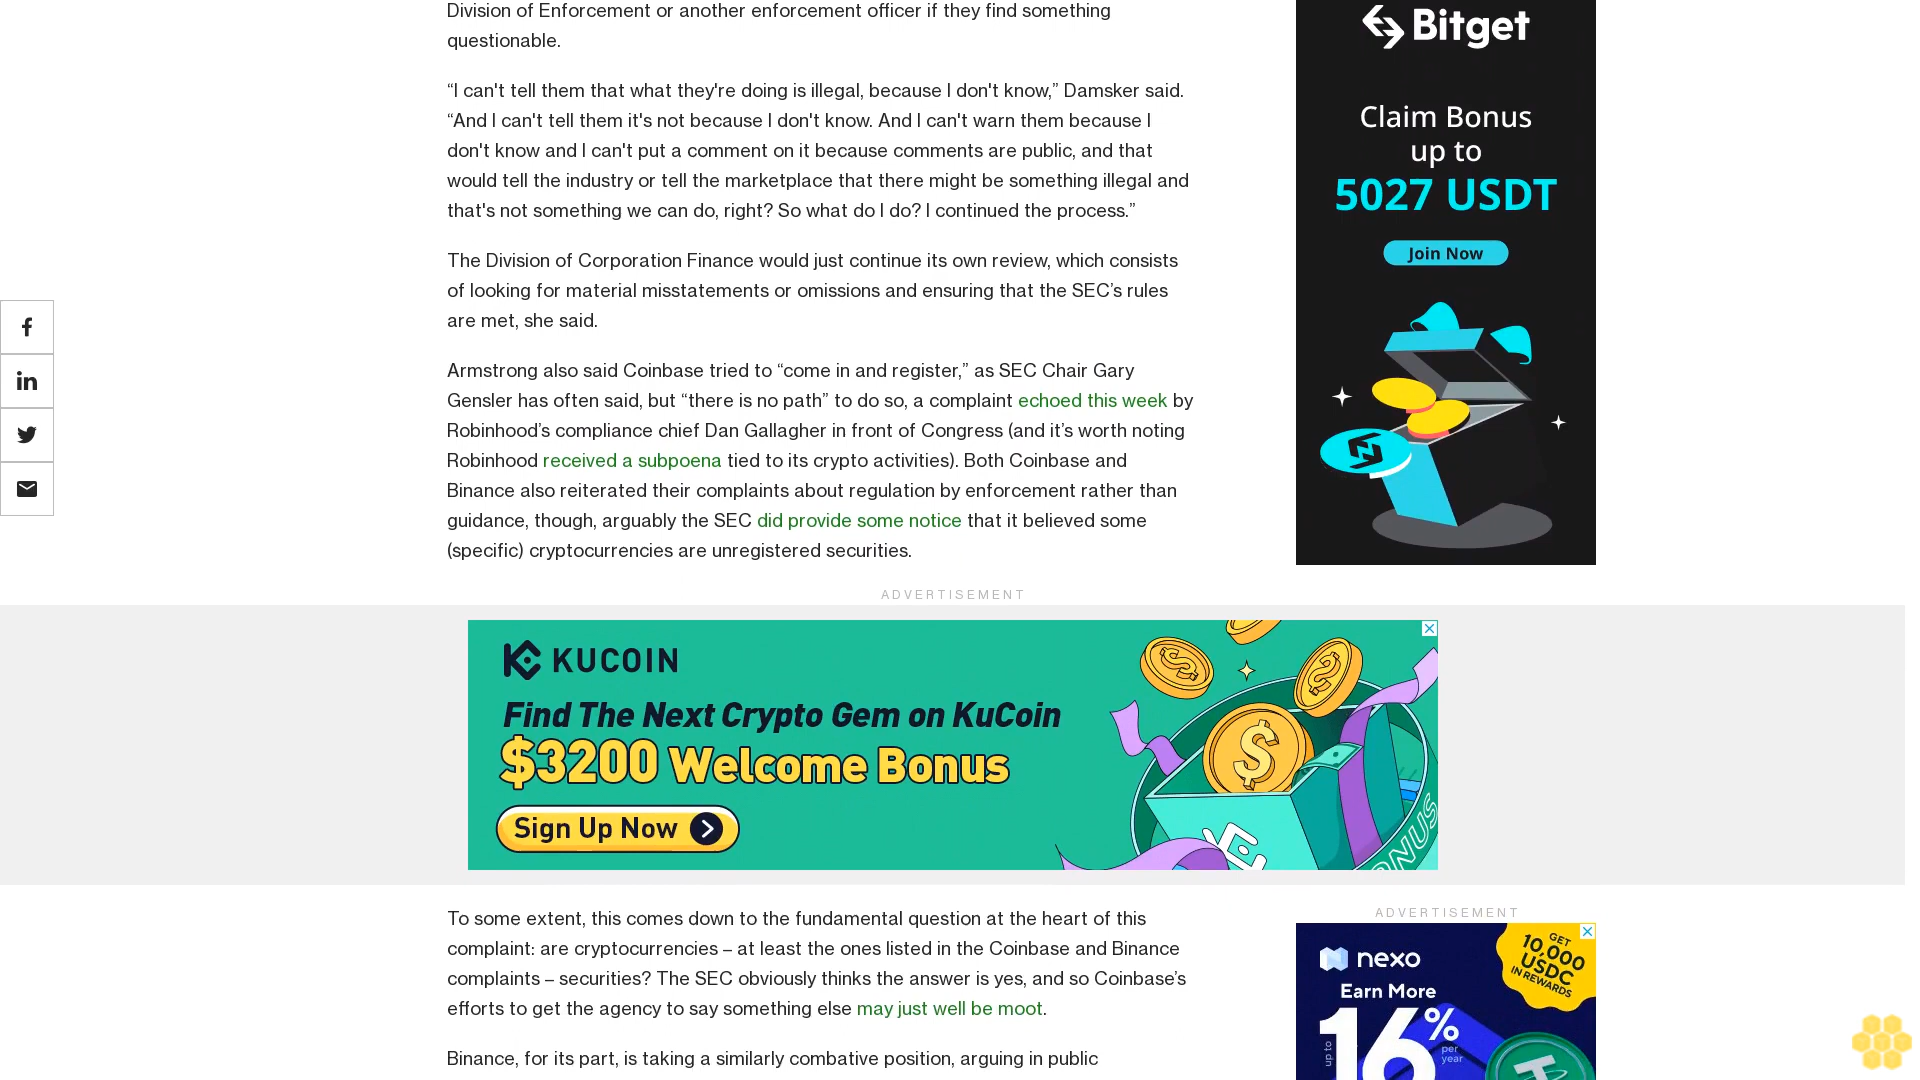 Division of Enforcement or another enforcement officer if they find something
questionable.
“I can't tell them that what they're doing is illegal, because I don't know,” Damsker said.
“And I can't tell them it's not because I don't know. And I can't warn them because I
don't know and I can't put a comment on it because comments are public, and that
would tell the industry or tell the marketplace that there might be something illegal and
that's not something we can do, right? So what do I do? I continued the process.”
The Division of Corporation Finance would just continue its own review, which consists
of looking for material misstatements or omissions and ensuring that the SEC’s rules
are met, she said.
Armstrong also said Coinbase tried to “come in and register,” as SEC Chair Gary
Gensler has often said, but “there is no path” to do so, a complaint echoed this week by
Robinhood’s compliance chief Dan Gallagher in front of Congress (and it’s worth noting
Robinhood received a subpoena tied to its crypto activities). Both Coinbase and
Binance also reiterated their complaints about regulation by enforcement rather than
guidance, though, arguably the SEC did provide some notice that it believed some
(specific) cryptocurrencies are unregistered securities.
Bitget
Claim Bonus
up to
5027 USDT
Join Now
ADVERTISEMENT
KUCOIN
Find The Next Crypto Gem on KuCoin
$3200 Welcome Bonus
Sign Up Now
BONUS
To some extent, this comes down to the fundamental question at the heart of this
complaint: are cryptocurrencies – at least the ones listed in the Coinbase and Binance
complaints – securities? The SEC obviously thinks the answer is yes, and so Coinbase’s
efforts to get the agency to say something else may just well be moot.
Binance, for its part, is taking a similarly combative position, arguing in public
ADVERTISEMENT
nexo
GET
10,000
USDC
IN REWARDS
Earn More
up to
16%
per
year